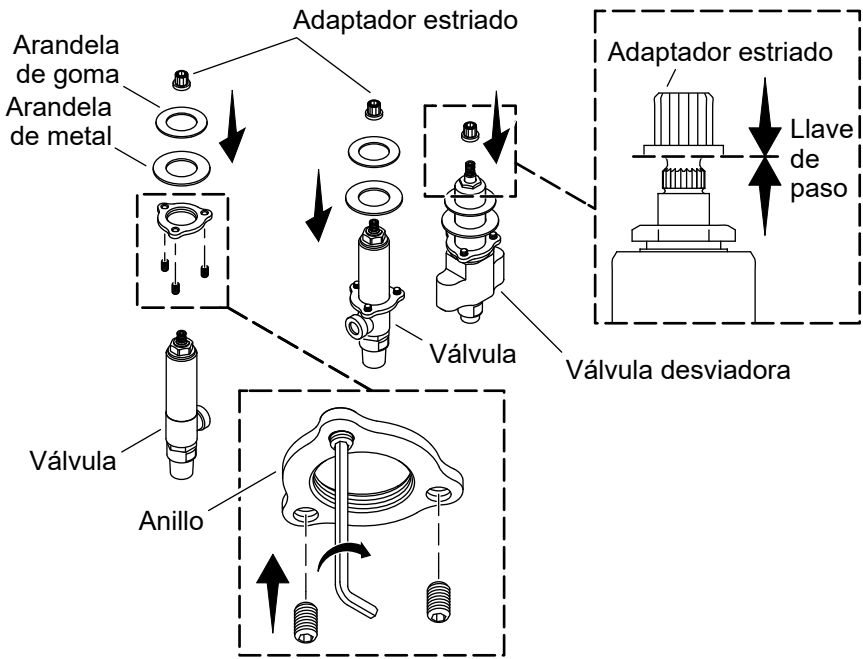 Adaptador estriado
Arandela
de goma
Arandela
de metal
Adaptador estriado
Llave
de
paso
Válvula
Válvula desviadora
Válvula
Anillo